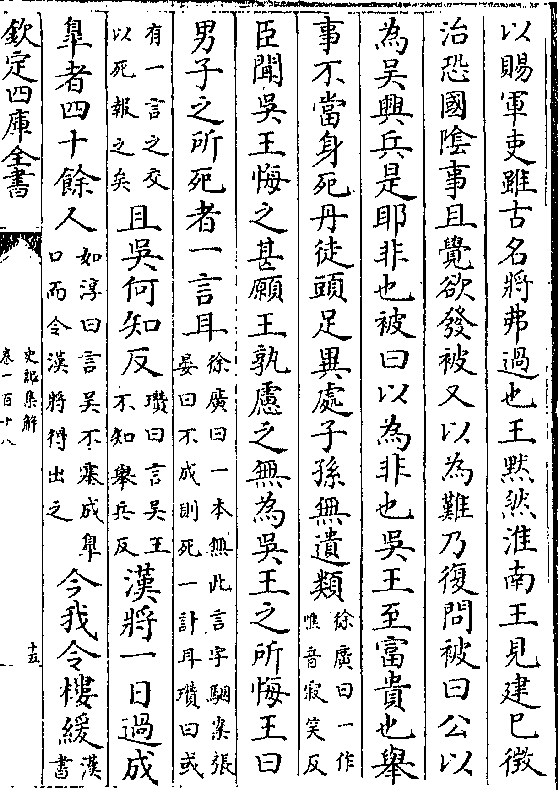 以賜軍吏雖古名將弗過也王黙然淮南王見建已徵
治恐國隂事且覺欲發被又以為難乃復問被曰公以
為吳興兵是耶非也被曰以為非也吳王至富貴也舉
事不當身死丹徒頭足異處子孫無遺類徐廣曰一作噍音寂笑反
臣聞吳王悔之甚願王孰慮之無為吳王之所悔王曰
男子之所死者一言耳徐廣曰一本無此言字駰案張晏曰不成則死一計耳瓚曰或
有一言之交以死報之矣且吳何知反瓚曰言吳王不知舉兵反漢將一日過成
臯者四十餘人如淳曰言吳不塞成臯口而令漢將得出之今我令樓緩漢書
欽定四庫全書
史記集解
卷一百十八
十五